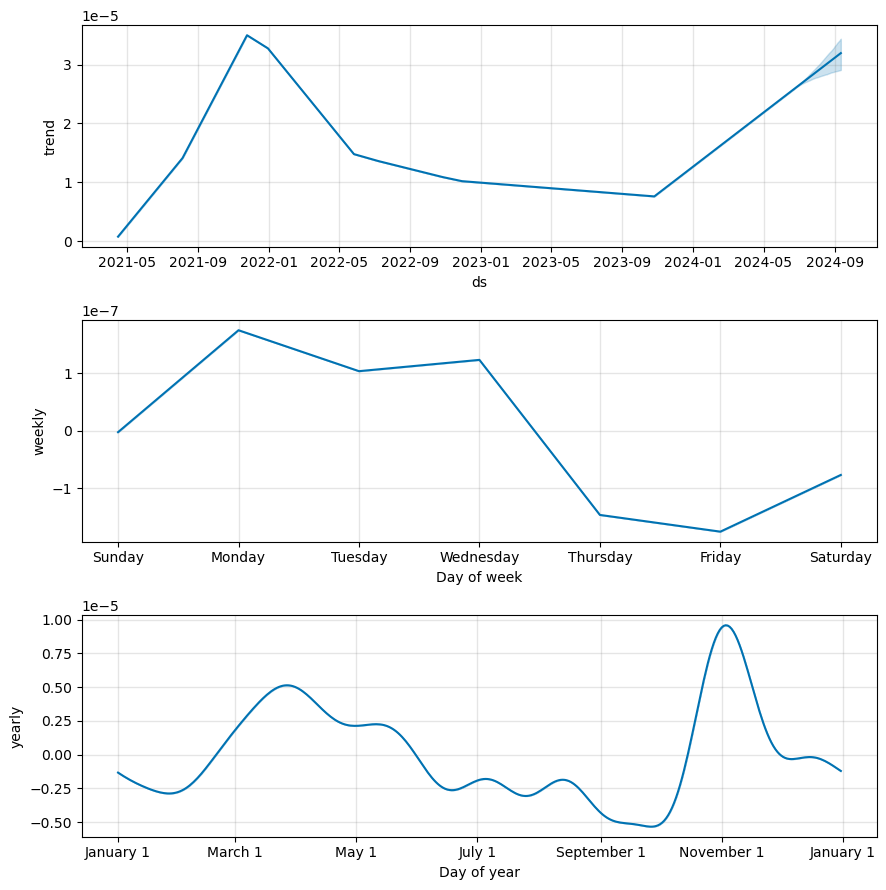 1e−5
3
2
1
0
trend
2021-05 2021-09 2022-01 2022-05 2022-09 2023-01 2023-05 2023-09 2024-01 2024-05 2024-09
ds
1e−7
1
0
−1
weekly
Sunday Monday Tuesday Wednesday Thursday Friday Saturday
Day of week
1e−5
1.00
0.75
0.50
0.25
0.00
−0.25
−0.50
yearly
January 1 March 1 May 1 July 1 September 1 November 1 January 1
Day of year